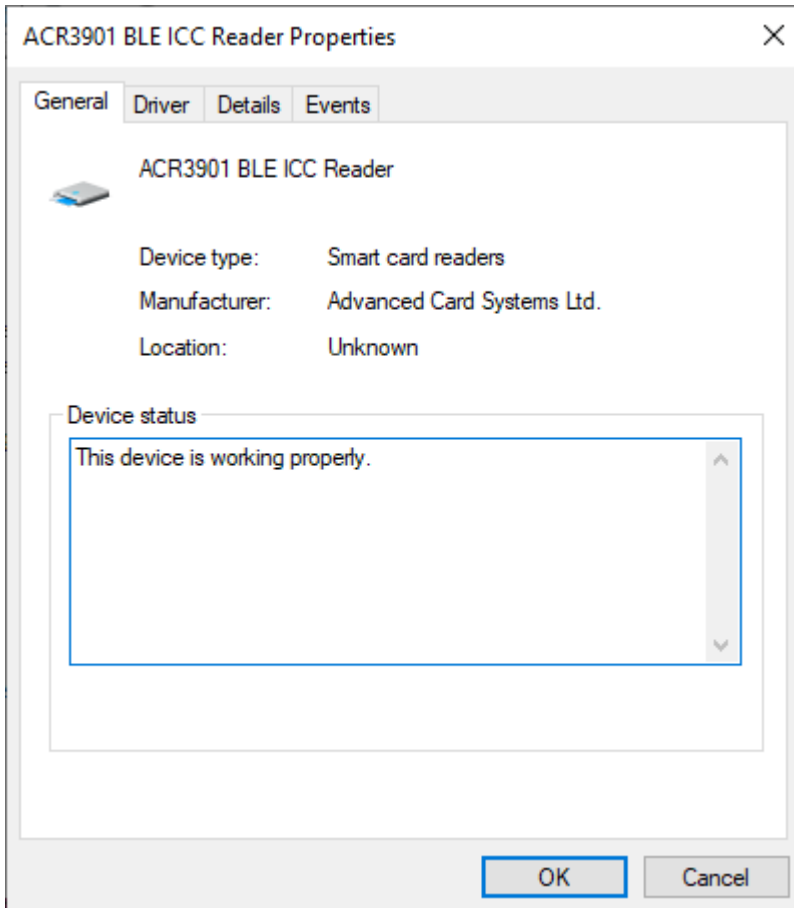 ACR3901 BLE ICC Reader Properties
General Driver Details Events
ACR3901 BLE ICC Reader
Device type: Smart card readers
Manufacturer: Advanced Card Systems Ltd.
Location: Unknown
Device status
This device is working properly.
OK Cancel